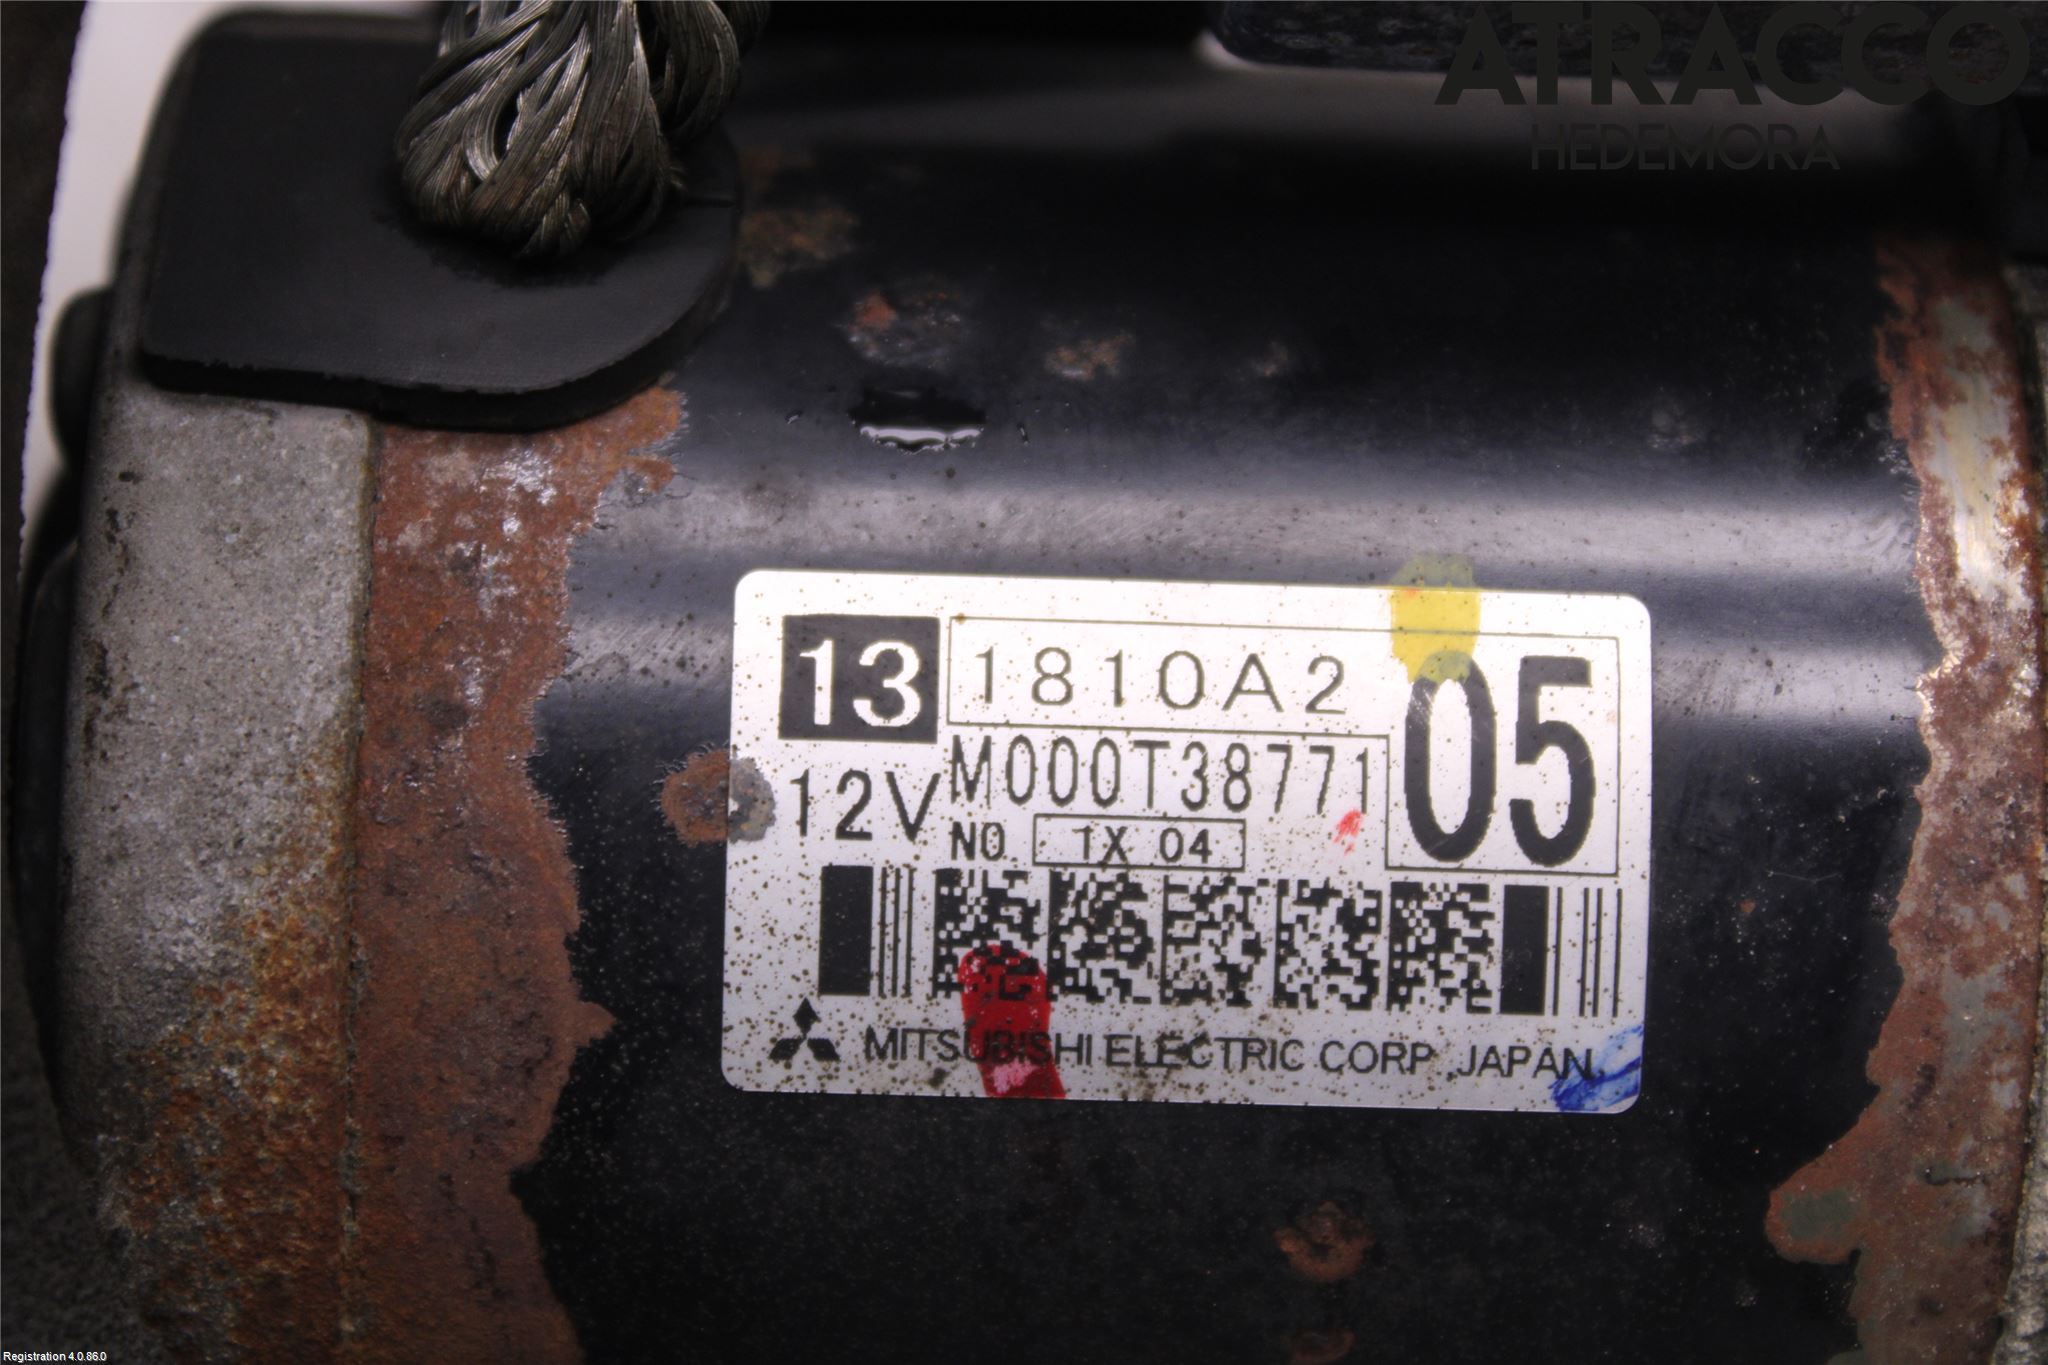 ATRACCO
HEDEMORA
13 1810A2 05
12V M000T38771
NO 1X 04
MITSUBISHI ELECTRIC CORP. JAPAN
Registration 4.0.86.0